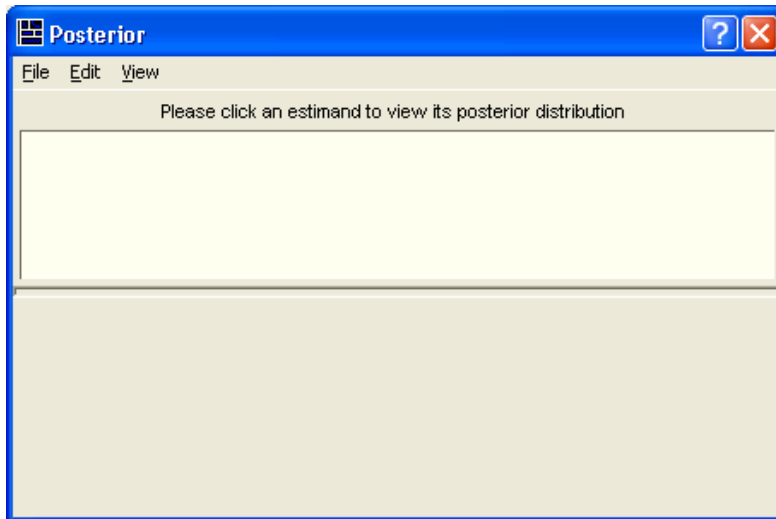 Posterior
File Edit View
Please click an estimand to view its posterior distribution